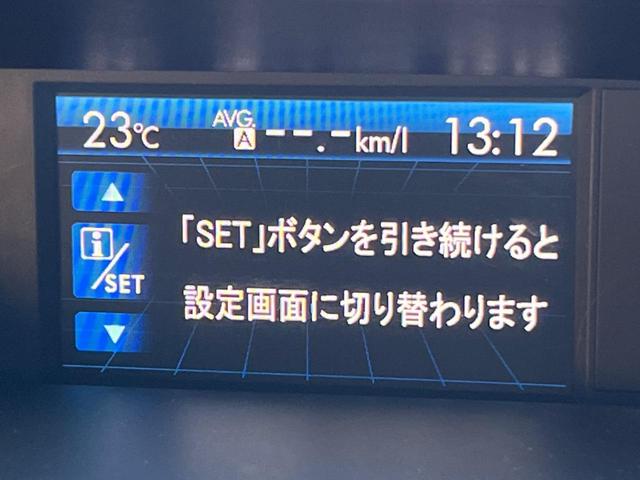 23℃ AVG. A --.-km/l 13:12
「SET」ボタンを引き続けると
i/SET
設定画面に切り替わります